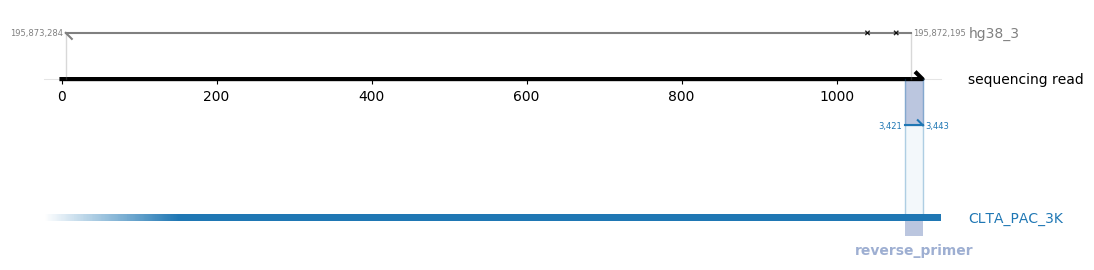 195,873,284 195,872,195 hg38_3
sequencing read
0 200 400 600 800 1000
3,421 3,443
CLTA_PAC_3K
reverse_primer